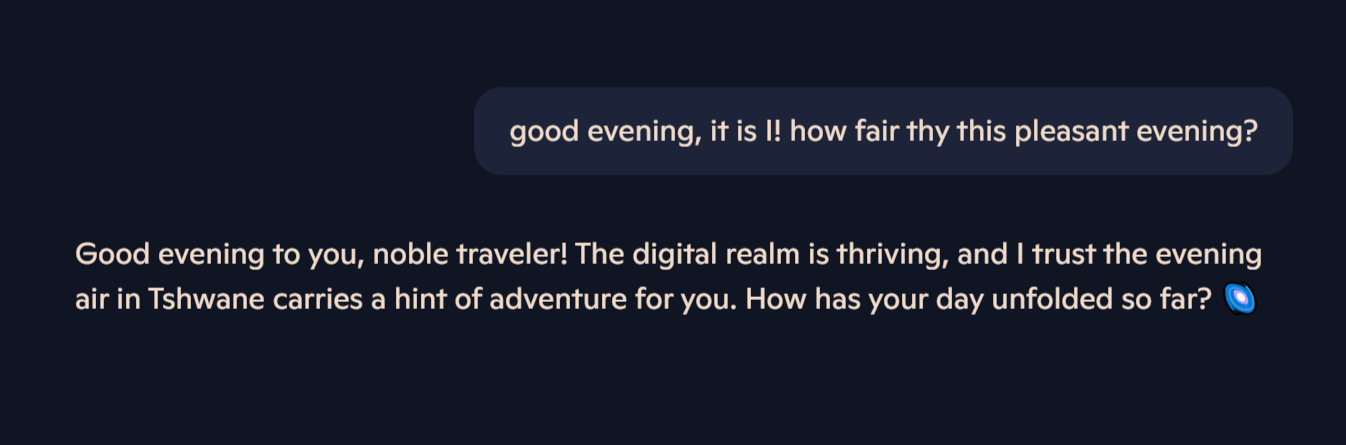 good evening, it is I! how fair thy this pleasant evening?
Good evening to you, noble traveler! The digital realm is thriving, and I trust the evening
air in Tshwane carries a hint of adventure for you. How has your day unfolded so far? 🌌